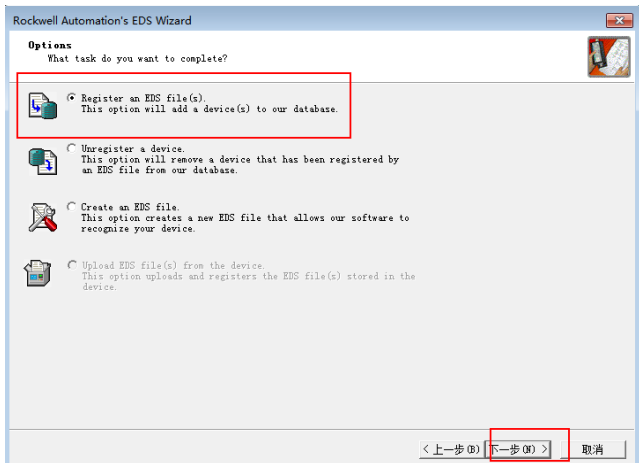 Rockwell Automation's EDS Wizard
Options
What task do you want to complete?
Register an EDS file(s).
This option will add a device(s) to our database.
Unregister a device.
This option will remove a device that has been registered by
an EDS file from our database.
Create an EDS file.
This option creates a new EDS file that allows our software to
recognize your device.
Upload EDS file(s) from the device.
This option uploads and registers the EDS file(s) stored in the
device.
< 上一步(B) 下一步(N) > 取消